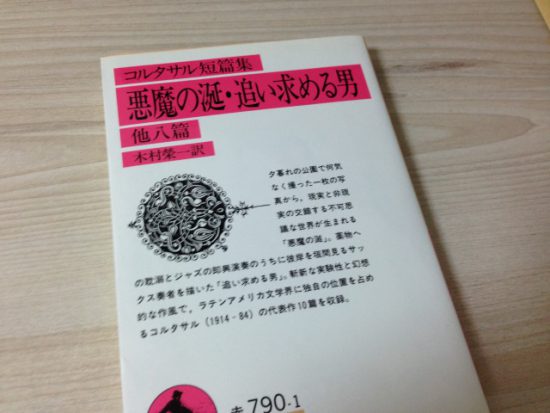 コルタサル短篇集
悪魔の涎・追い求める男
他八篇
木村榮一訳
夕暮れの公園で何気
なく撮った一枚の写
真から，現実と非現
実の交錯する不可思
議な世界が生まれる
「悪魔の涎」．薬物へ
の耽溺とジャズの即興演奏のうちに彼岸を垣間見るサッ
クス奏者を描いた「追い求める男」．斬新な実験性と幻想
的な作風で，ラテンアメリカ文学界に独自の位置を占め
るコルタサル（1914-84）の代表作10篇を収録．
赤790-1